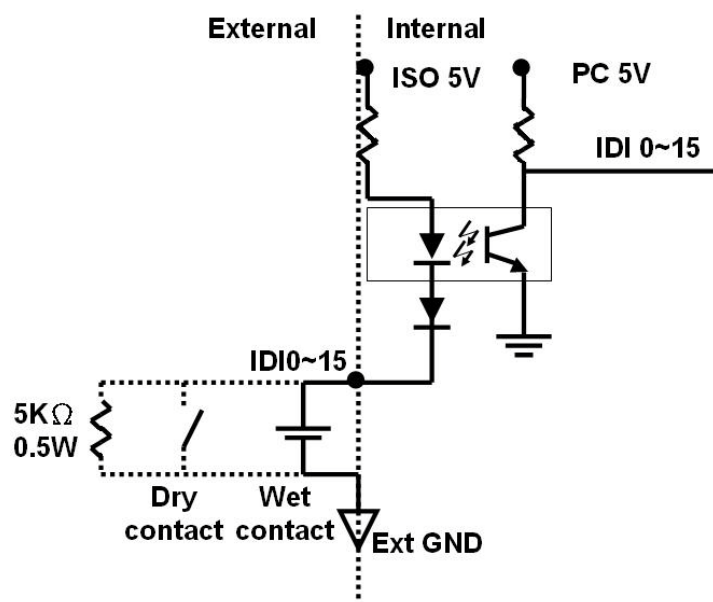 External
Internal
ISO 5V
PC 5V
IDI 0~15
IDI0~15
5KΩ
0.5W
Dry
contact
Wet
contact
Ext GND